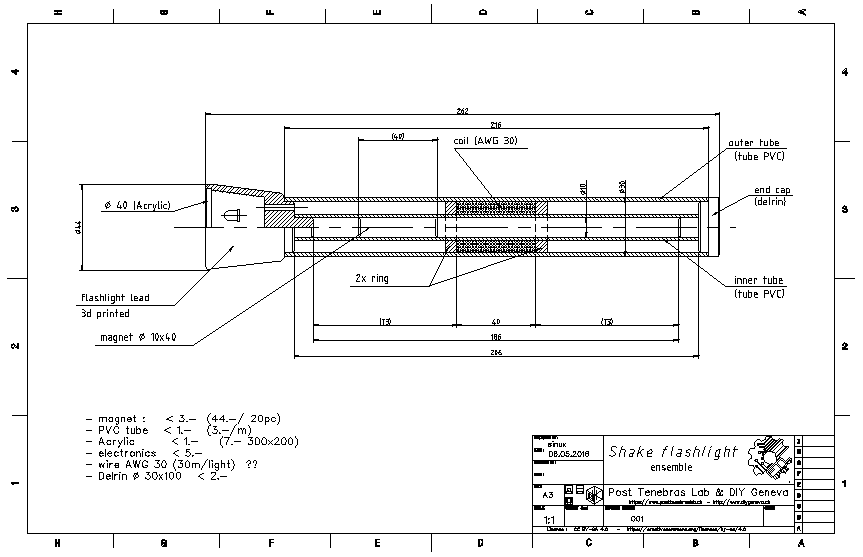 H G F E D C B A
4 4
262
216
(40)
coil (AWG 30)
outer tube
(tube PVC)
3 3
Ø 40 (Acrylic)
Ø44
Ø10
Ø30
end cap
(delrin)
2x ring
inner tube
(tube PVC)
flashlight lead
3d printed
magnet Ø 10x40
(73) 40 (73)
186
206
2 2
- magnet : < 3.- (44.-/ 20pc)
- PVC tube < 1.- (3.-/m)
- Acrylic < 1.- (7.- 300x200)
- electronics < 5.-
- wire AWG 30 (30m/light) ??
- Delrin Ø 30x100 < 2.-
1 1
08.05.2016
Shake flashlight
ensemble
A3
Post Tenebras Lab & DIY Geneva
1:1
001
H G F E D C B A